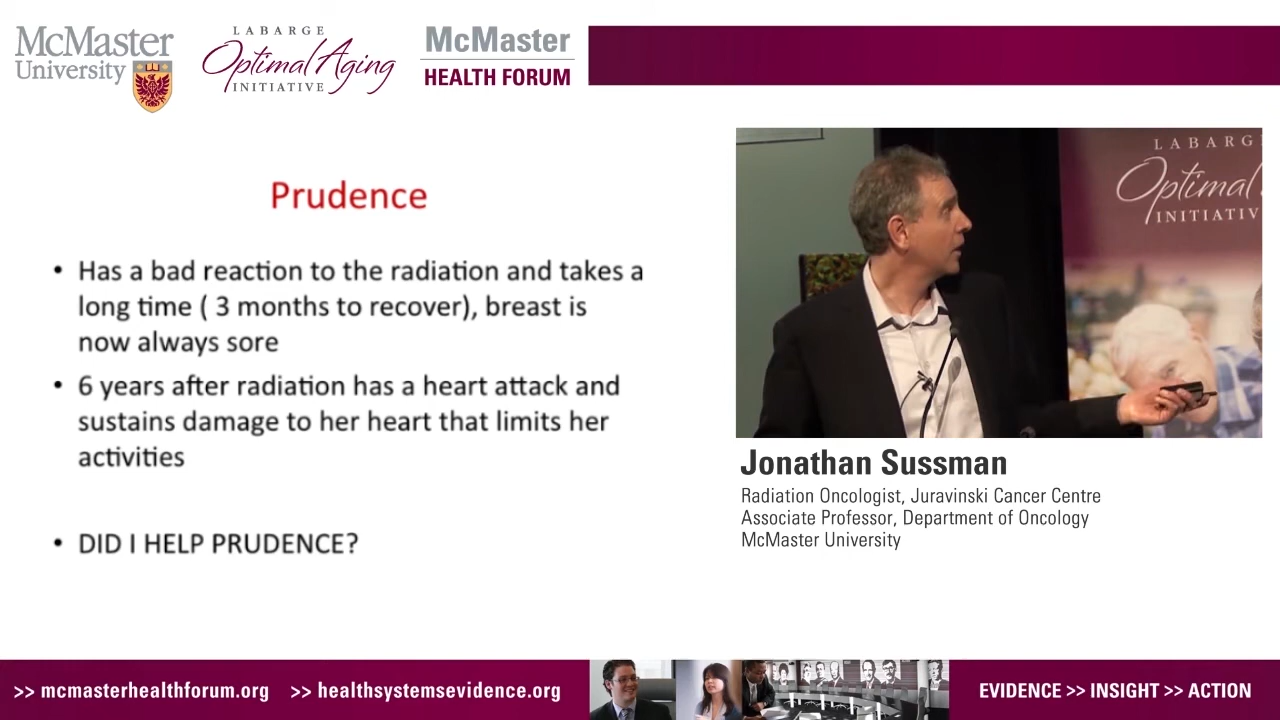 McMaster
University
LABARGE
Optimal Aging
INITIATIVE
McMaster
HEALTH FORUM
Prudence
• Has a bad reaction to the radiation and takes a
long time ( 3 months to recover), breast is
now always sore
• 6 years after radiation has a heart attack and
sustains damage to her heart that limits her
activities
• DID I HELP PRUDENCE?
LABARG
Optimal
INITIATIV
Jonathan Sussman
Radiation Oncologist, Juravinski Cancer Centre
Associate Professor, Department of Oncology
McMaster University
>> mcmasterhealthforum.org >> healthsystemsevidence.org
EVIDENCE >> INSIGHT >> ACTION